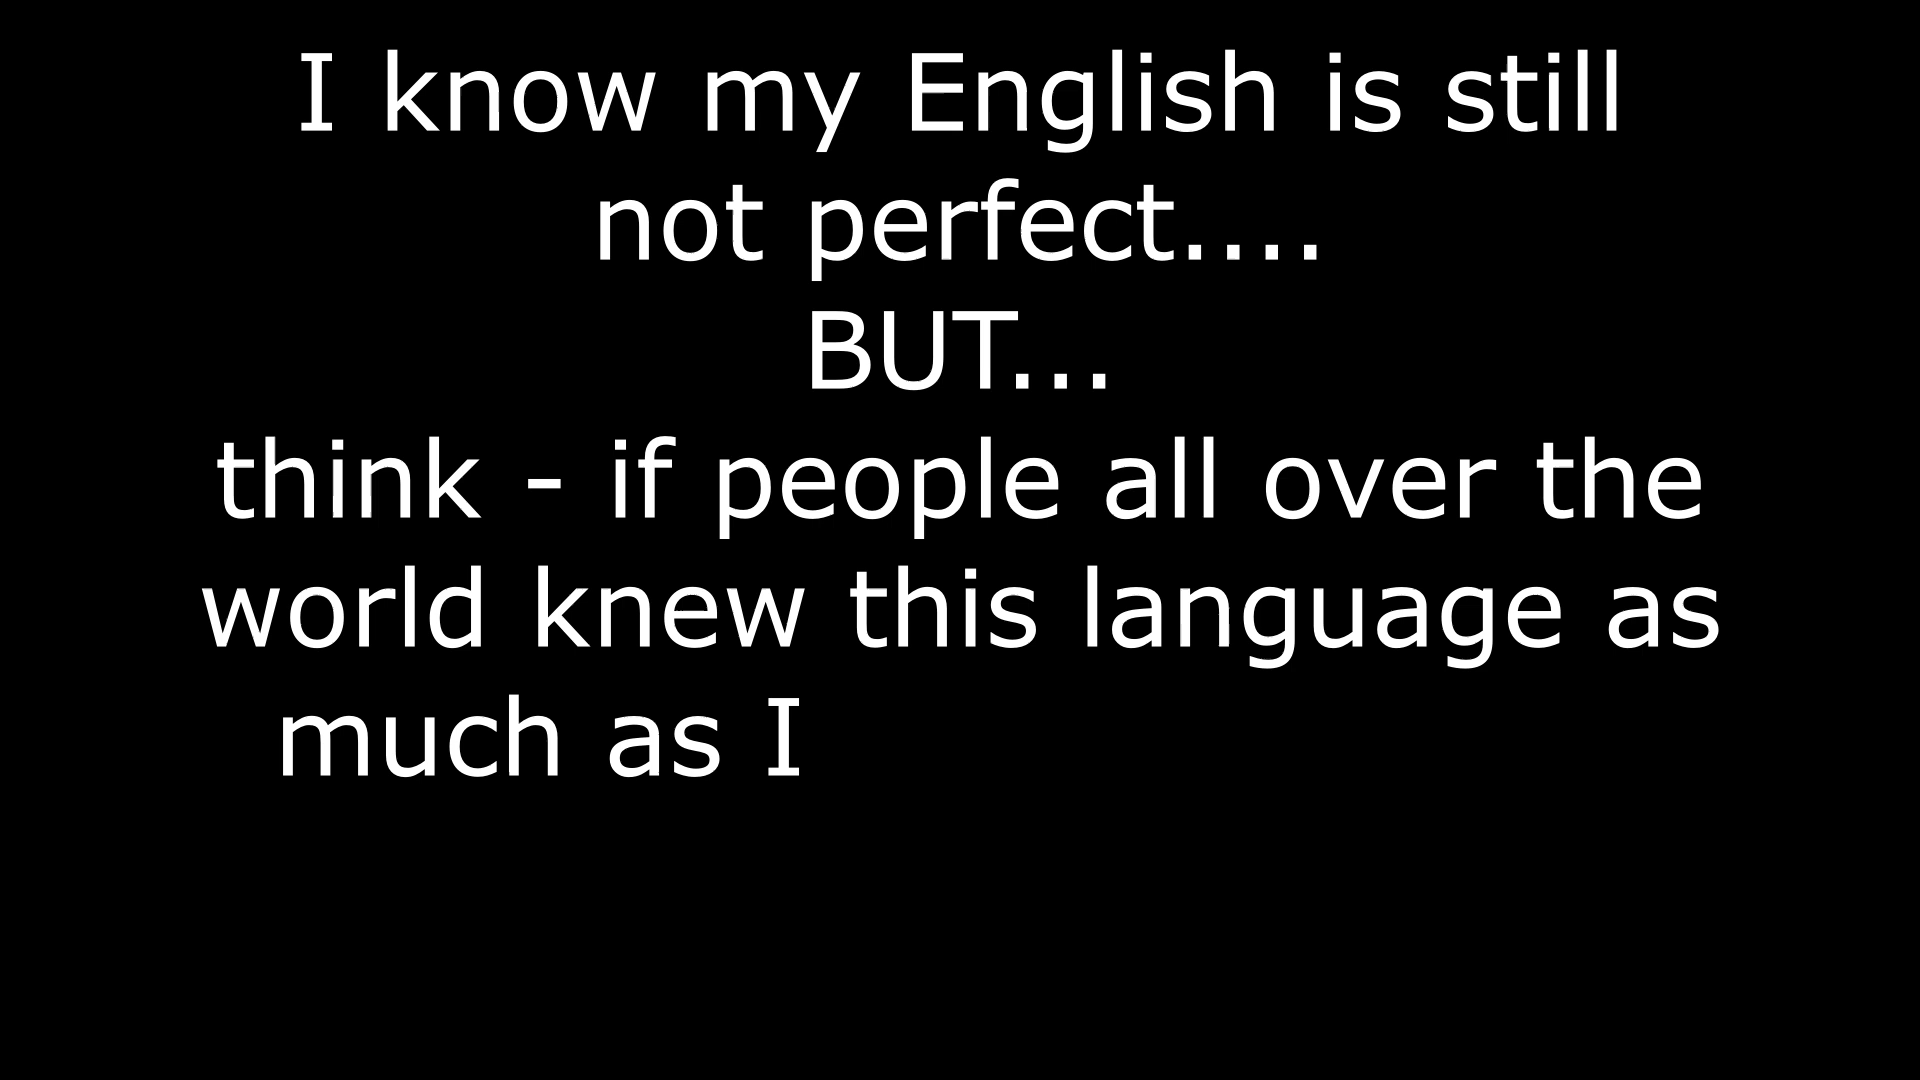 I know my English is still
not perfect....
BUT...
think - if people all over the
world knew this language as
much as I